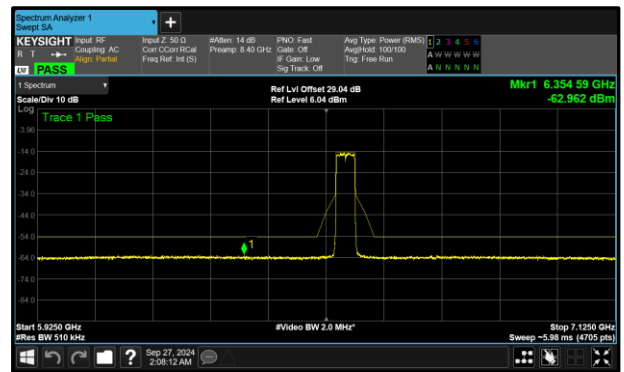 Spectrum Analyzer 1
Swept SA
+
KEYSIGHT Input: RF Input Z: 50 Ω #Atten: 14 dB PNO: Fast Avg Type: Power (RMS) 1 2 3 4 5 6
R T Coupling: AC Corr CCorr RCal Preamp: 8.40 GHz Gate: Off Avg|Hold: 100/100 A W W W W W
Align: Partial Freq Ref: Int (S) IF Gain: Low Trig: Free Run
PASS Sig Track: Off A N N N N N
1 Spectrum Ref Lvl Offset 29.04 dB Mkr1 6.354 59 GHz
Scale/Div 10 dB Ref Level 6.04 dBm -62.962 dBm
Log
Trace 1 Pass
-3.96
-14.0
-24.0
-34.0
-44.0
-54.0
1
-64.0
-74.0
-84.0
Start 5.9250 GHz #Video BW 2.0 MHz* Stop 7.1250 GHz
#Res BW 510 kHz Sweep ~5.98 ms (4705 pts)
? Sep 27, 2024
2:08:12 AM